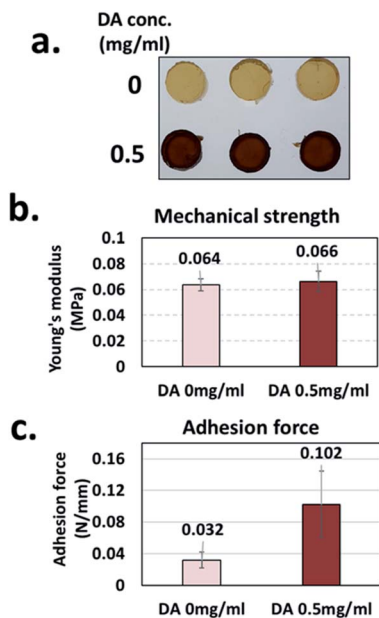 DA conc.
(mg/ml)
a.
0
0.5
b.
Mechanical strength
0.1
0.08
0.06
0.04
0.02
0
Young's modulus
(MPa)
0.064
0.066
DA 0mg/ml
DA 0.5mg/ml
c.
Adhesion force
0.16
0.12
0.08
0.04
0
Adhesion force
(N/mm)
0.032
0.102
DA 0mg/ml
DA 0.5mg/ml